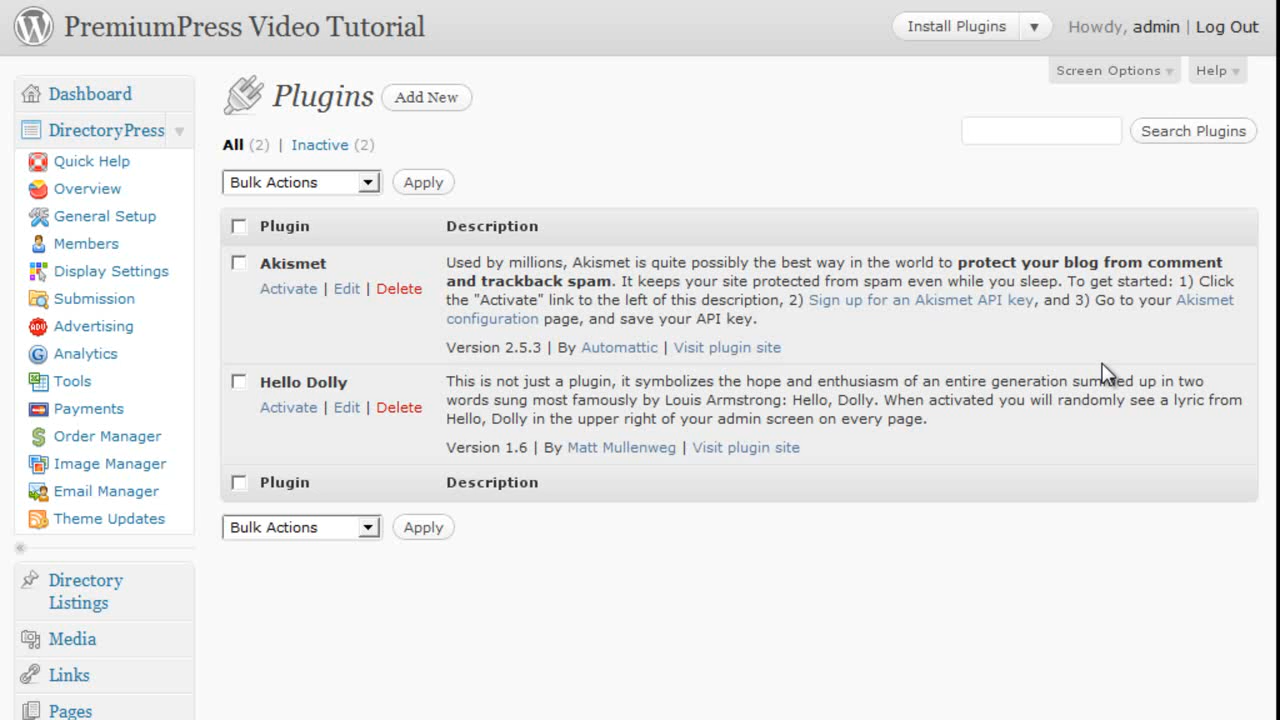 PremiumPress Video Tutorial
Install Plugins
Howdy, admin | Log Out
Screen Options
Help
Dashboard
DirectoryPress
Quick Help
Overview
General Setup
Members
Display Settings
Submission
Advertising
Analytics
Tools
Payments
Order Manager
Image Manager
Email Manager
Theme Updates
Directory
Listings
Media
Links
Pages
Plugins Add New
All (2) | Inactive (2)
Search Plugins
Bulk Actions Apply
Plugin Description
Akismet
Activate | Edit | Delete
Used by millions, Akismet is quite possibly the best way in the world to protect your blog from comment
and trackback spam. It keeps your site protected from spam even while you sleep. To get started: 1) Click
the "Activate" link to the left of this description, 2) Sign up for an Akismet API key, and 3) Go to your Akismet
configuration page, and save your API key.
Version 2.5.3 | By Automattic | Visit plugin site
Hello Dolly
Activate | Edit | Delete
This is not just a plugin, it symbolizes the hope and enthusiasm of an entire generation summed up in two
words sung most famously by Louis Armstrong: Hello, Dolly. When activated you will randomly see a lyric from
Hello, Dolly in the upper right of your admin screen on every page.
Version 1.6 | By Matt Mullenweg | Visit plugin site
Plugin Description
Bulk Actions Apply